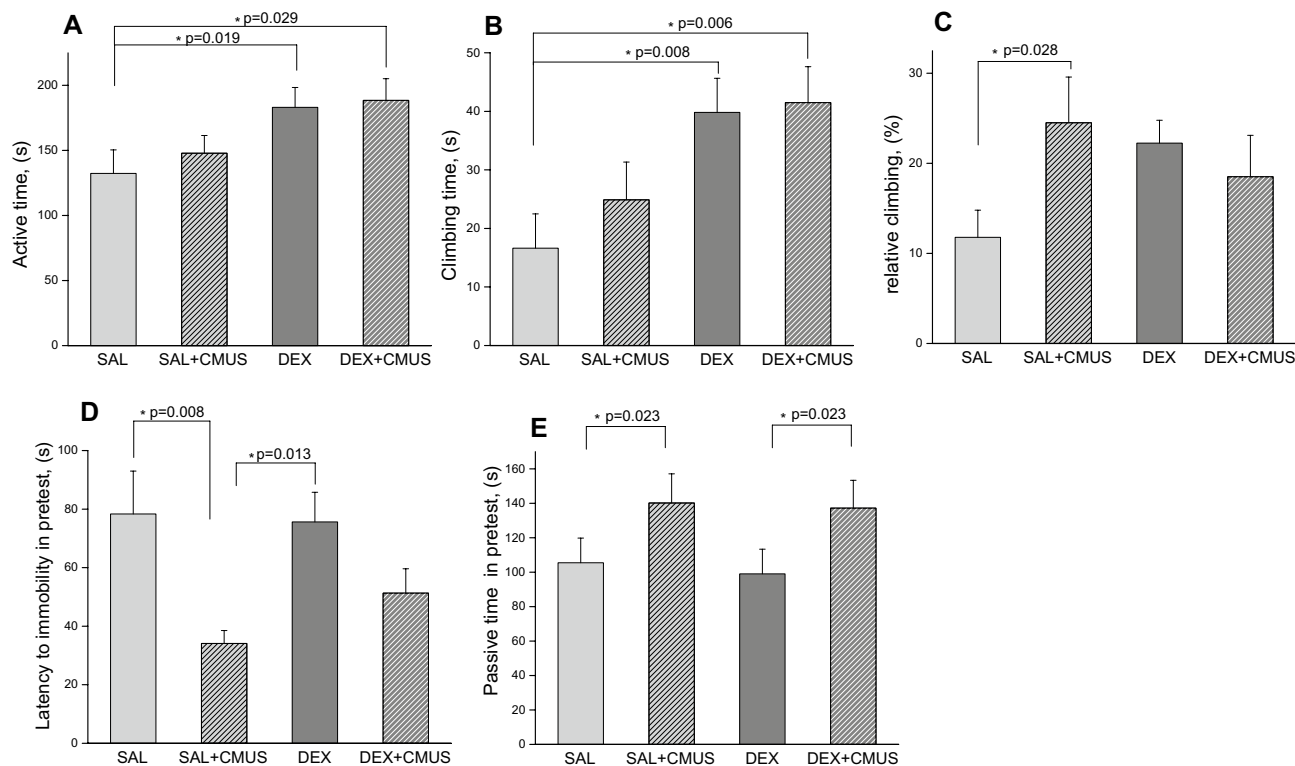 A
* p=0.029
* p=0.019
Active time, (s)
200
150
100
50
0
SAL SAL+CMUS DEX DEX+CMUS
B
* p=0.006
* p=0.008
Climbing time, (s)
50
40
30
20
10
0
SAL SAL+CMUS DEX DEX+CMUS
C
* p=0.028
relative climbing, (%)
30
20
10
0
SAL SAL+CMUS DEX DEX+CMUS
D
* p=0.008
*p=0.013
Latency to immobility in pretest, (s)
100
80
60
40
20
0
SAL SAL+CMUS DEX DEX+CMUS
E
* p=0.023
* p=0.023
Passive time in pretest, (s)
160
140
120
100
80
60
40
20
0
SAL SAL+CMUS DEX DEX+CMUS